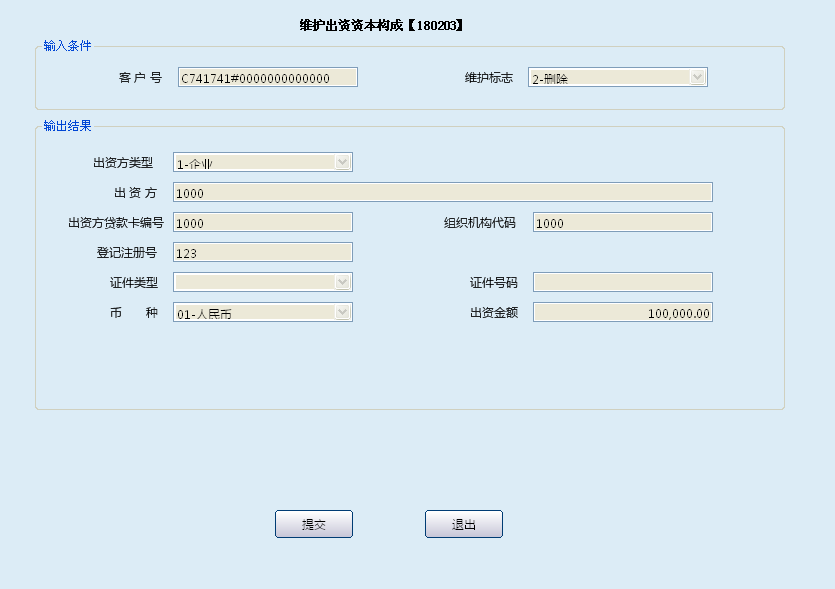 维护出资资本构成【180203】
输入条件
客 户 号 C741741#0000000000000 维护标志 2-删除
输出结果
出资方类型 1-企业
出 资 方 1000
出资方贷款卡编号 1000 组织机构代码 1000
登记注册号 123
证件类型 证件号码
币 种 01-人民币 出资金额 100,000.00
提交 退出